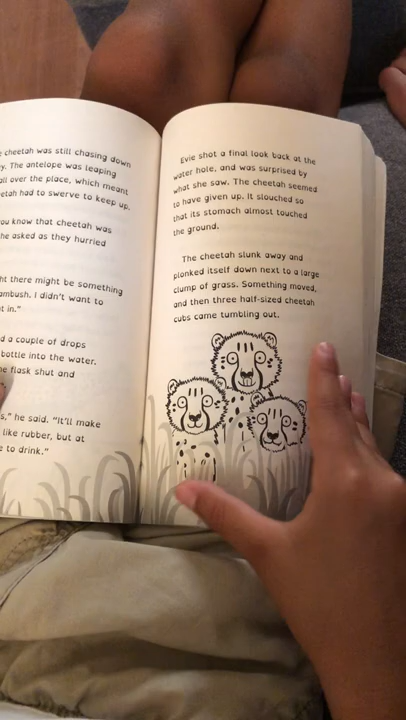 cheetah was still chasing down
The antelope was leaping
all over the place, which meant
cheetah had to swerve to keep up.
you know that cheetah was
he asked as they hurried
there might be something
ambush. I didn't want to
in."
a couple of drops
bottle into the water.
flask shut and
he said. "It'll make
like rubber, but at
to drink."
Evie shot a final look back at the
water hole, and was surprised by
what she saw. The cheetah seemed
to have given up. It slouched so
that its stomach almost touched
the ground.
The cheetah slunk away and
plonked itself down next to a large
clump of grass. Something moved,
and then three half-sized cheetah
cubs came tumbling out.